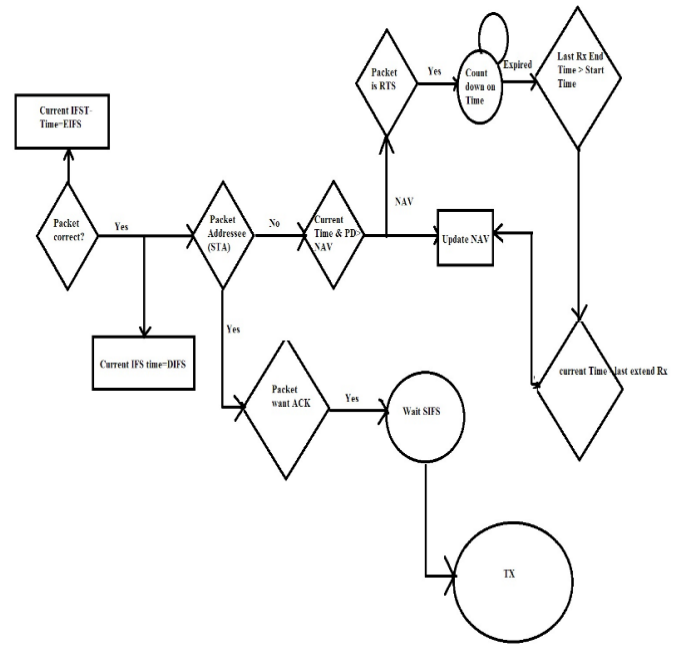 Last Rx End
Time > Start
Time
Packet
is RTS
Yes
Count
down on
Time
Expired
Current IFST-
Time=EIFS
NAV
Packet
correct?
Yes
Packet
Addressee
(STA)
No
Current
Time & PD>
NAV
Update NAV
Yes
Current IFS time=DIFS
current Time last extend Rx
Packet
want ACK
Yes
Wait SIFS
TX